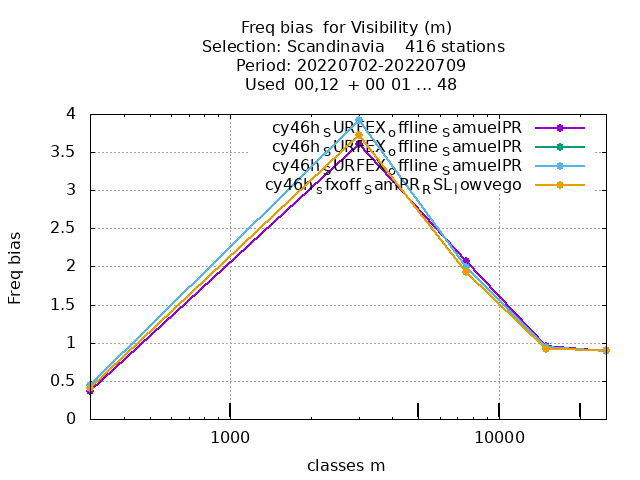 Freq bias for Visibility (m)
Selection: Scandinavia 416 stations
Period: 20220702-20220709
Used 00,12 + 00 01 ... 48
Freq bias
4
3.5
3
2.5
2
1.5
1
0.5
0
cy46h_SURFEX_offline_SamuelPR
cy46h_SURFEX_offline_SamuelPR
cy46h_SURFEX_offline_SamuelPR
cy46h_sfxoff_SamPR_RSL_lowvego
1000
10000
classes m